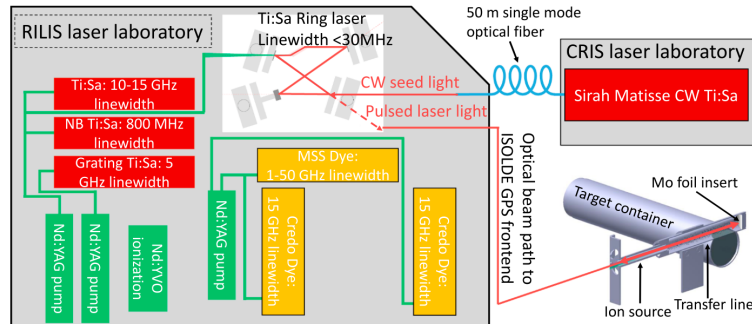 RILIS laser laboratory
Ti:Sa Ring laser
Linewidth <30MHz
50 m single mode
optical fiber
CRIS laser laboratory
Sirah Matisse CW Ti:Sa
Ti:Sa: 10-15 GHz
linewidth
NB Ti:Sa: 800 MHz
linewidth
Grating Ti:Sa: 5
GHz linewidth
CW seed light
Pulsed laser light
MSS Dye:
1-50 GHz linewidth
Nd:YAG pump
Nd:YAG pump
Nd:YVO
ionization
Nd:YAG pump
Credo Dye:
15 GHz linewidth
Credo Dye:
15 GHz linewidth
Optical beam path to
ISOLDE GPS frontend
Mo foil insert
Target container
Transfer line
Ion source